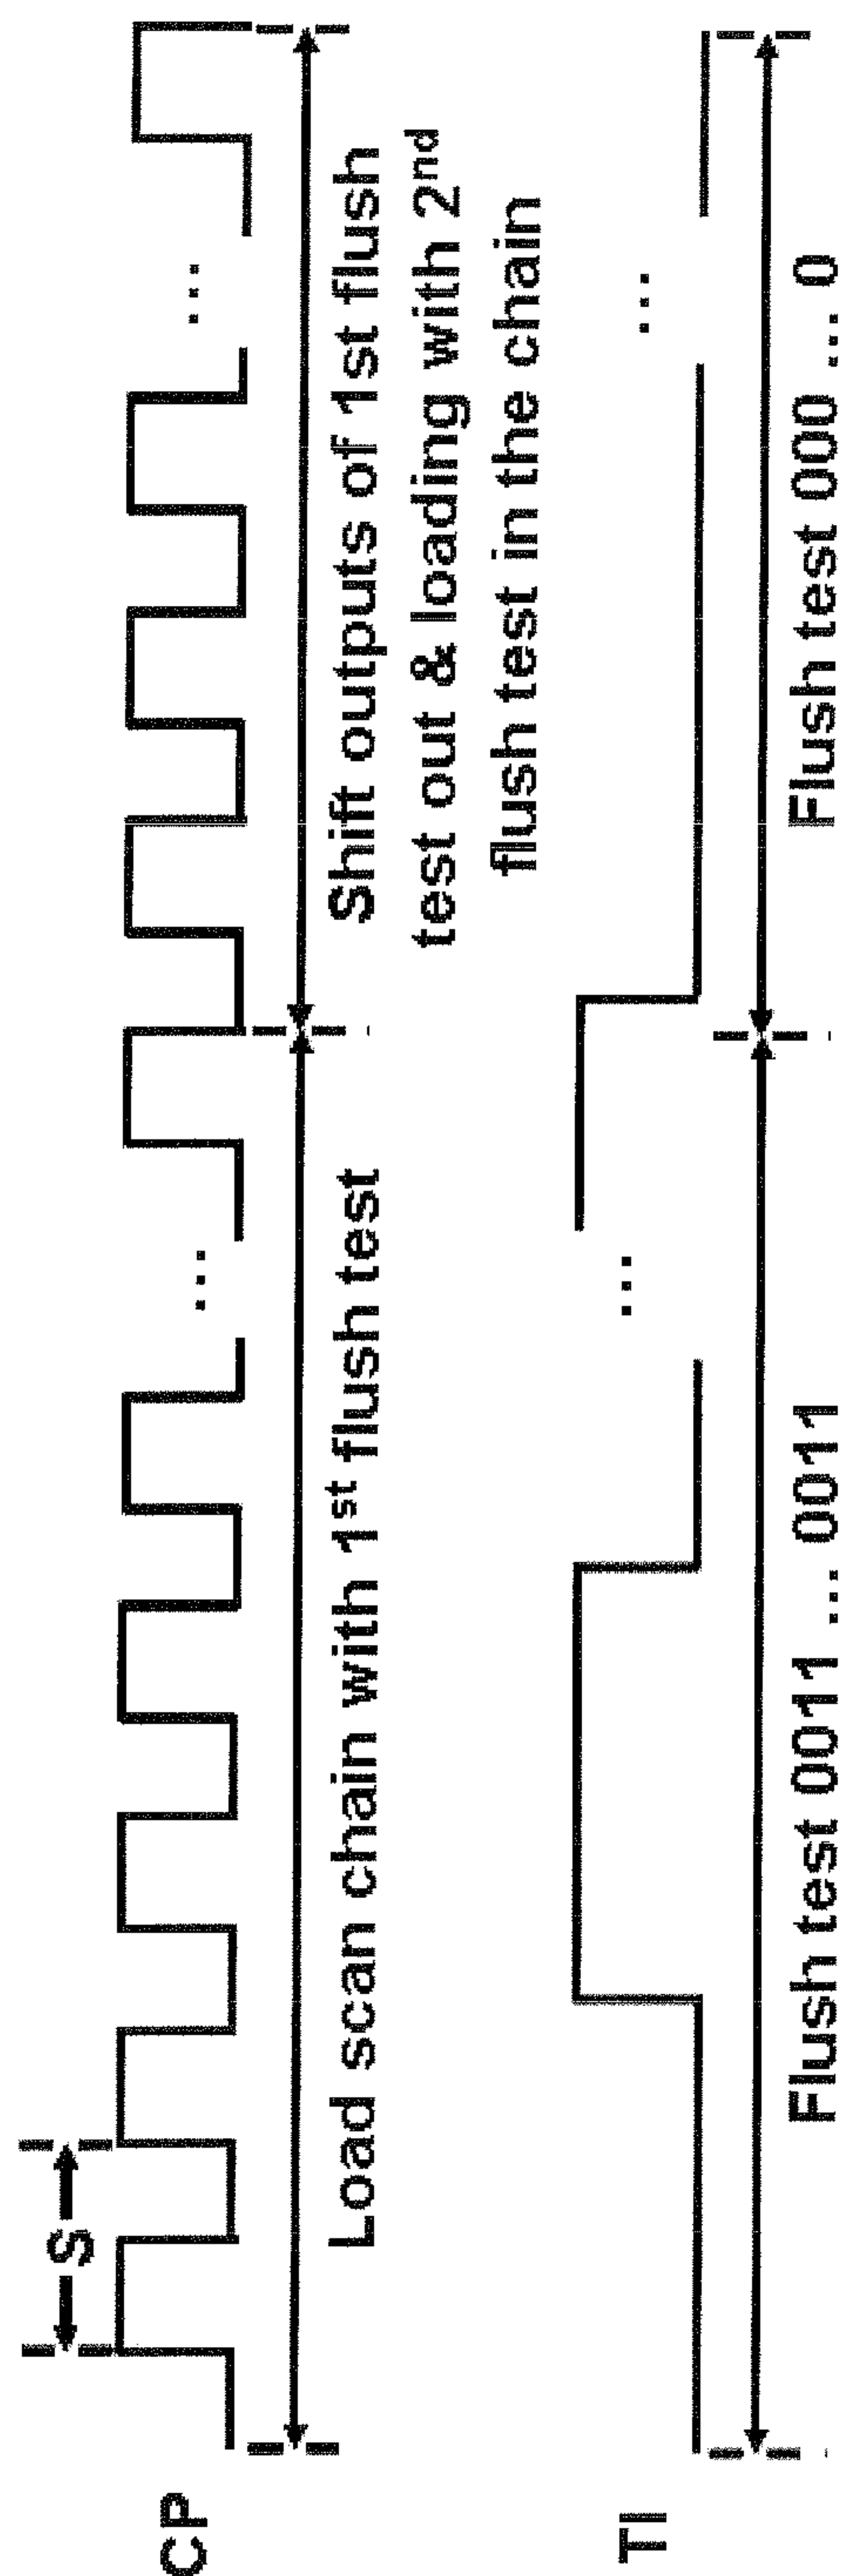 CP
S
...
...
Load scan chain with 1st flush test
Shift outputs of 1st flush
test out & loading with 2nd
flush test in the chain
TI
...
...
Flush test 0011 ... 0011
Flush test 000 ... 0